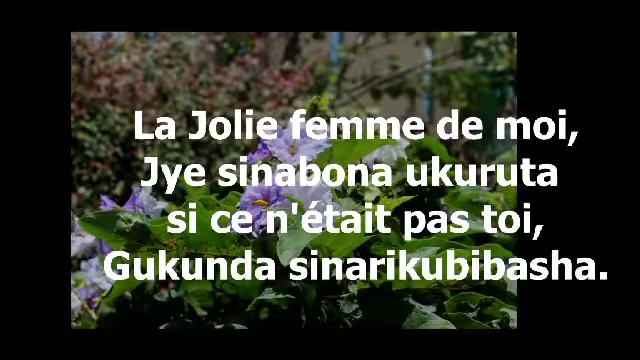 La Jolie femme de moi,
Jye sinabona ukuruta
si ce n'était pas toi,
Gukunda sinarikubibasha.